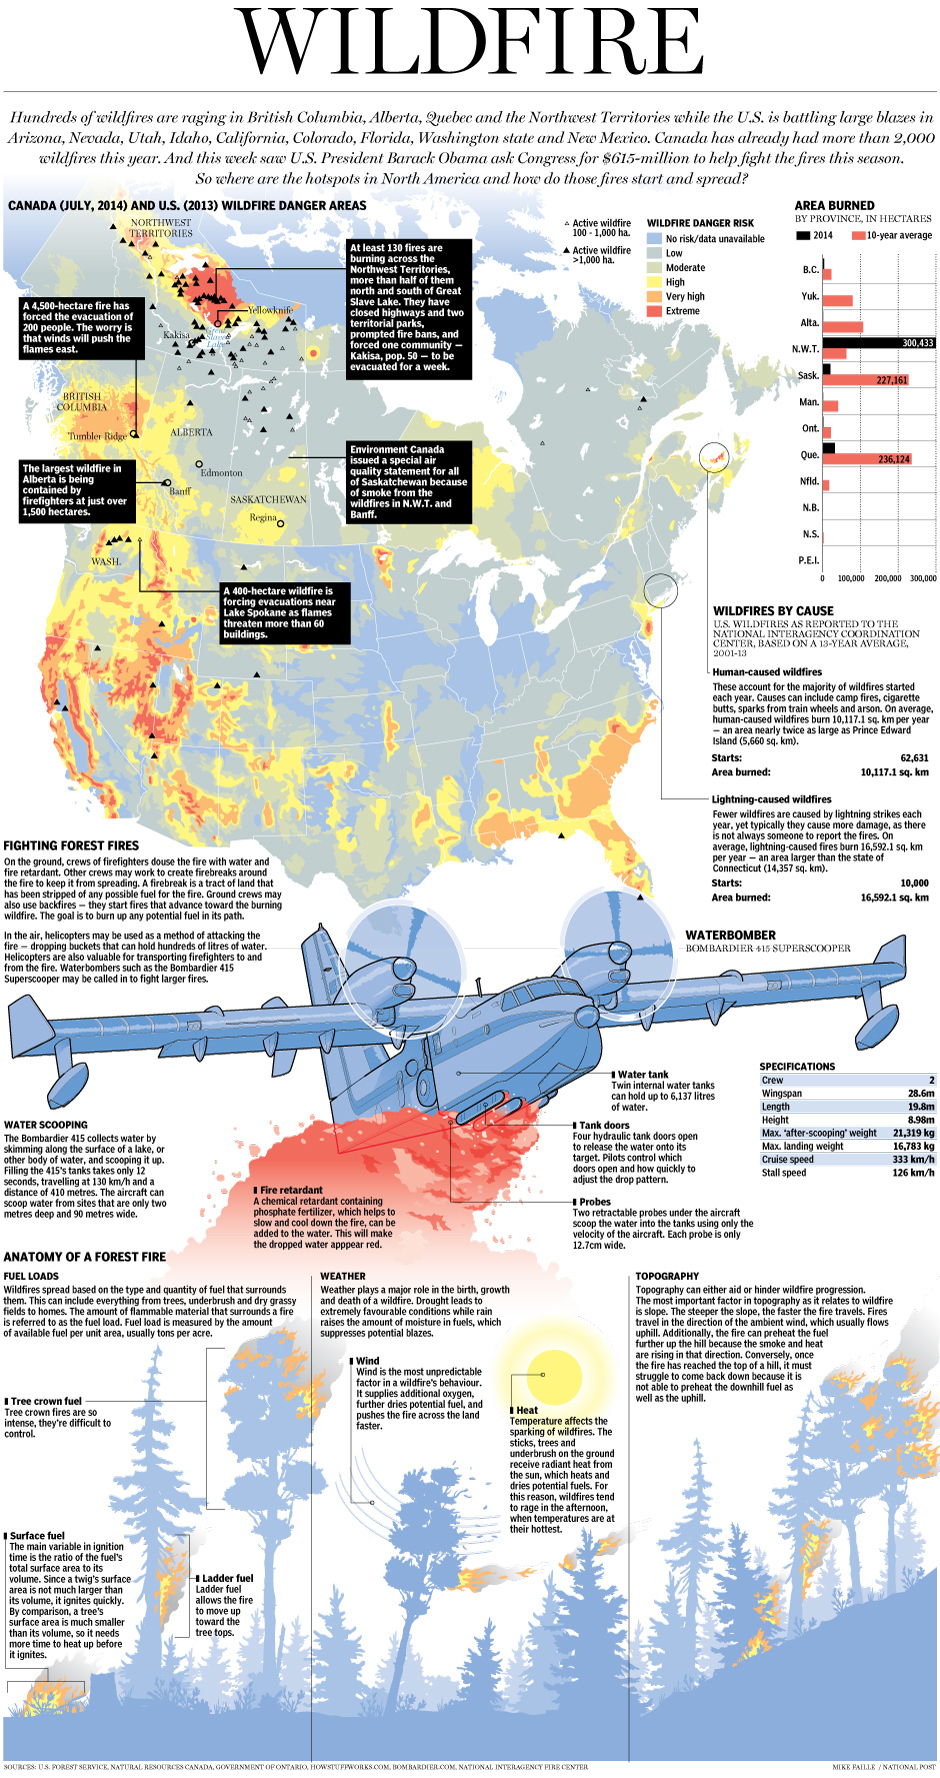 WILDFIRE
Hundreds of wildfires are raging in British Columbia, Alberta, Quebec and the Northwest Territories while the U.S. is battling large blazes in
Arizona, Nevada, Utah, Idaho, California, Colorado, Florida, Washington state and New Mexico. Canada has already had more than 2,000
wildfires this year. And this week saw U.S. President Barack Obama ask Congress for $615-million to help fight the fires this season.
So where are the hotspots in North America and how do those fires start and spread?
CANADA (JULY, 2014) AND U.S. (2013) WILDFIRE DANGER AREAS
NORTHWEST
TERRITORIES
Active wildfire
100 - 1,000 ha.
Active wildfire
>1,000 ha.
WILDFIRE DANGER RISK
No risk/data unavailable
Low
Moderate
High
Very high
Extreme
At least 130 fires are
burning across the
Northwest Territories,
more than half of them
north and south of Great
Slave Lake. They have
closed highways and two
territorial parks,
prompted fire bans, and
forced one community —
Kakisa, pop. 50 — to be
evacuated for a week.
A 4,500-hectare fire has
forced the evacuation of
200 people. The worry is
that winds will push the
flames east.
Yellowknife
Kakisa
Great
Slave
Lake
BRITISH
COLUMBIA
Tumbler Ridge
ALBERTA
Edmonton
Banff
SASKATCHEWAN
Regina
WASH.
The largest wildfire in
Alberta is being
contained by
firefighters at just over
1,500 hectares.
Environment Canada
issued a special air
quality statement for all
of Saskatchewan because
of smoke from the
wildfires in N.W.T. and
Banff.
A 400-hectare wildfire is
forcing evacuations near
Lake Spokane as flames
threaten more than 60
buildings.
AREA BURNED
BY PROVINCE, IN HECTARES
2014
10-year average
B.C.
Yuk.
Alta.
N.W.T.
300,433
Sask.
227,161
Man.
Ont.
Que.
236,124
Nfld.
N.B.
N.S.
P.E.I.
0 100,000 200,000 300,000
WILDFIRES BY CAUSE
U.S. WILDFIRES AS REPORTED TO THE
NATIONAL INTERAGENCY COORDINATION
CENTER, BASED ON A 13-YEAR AVERAGE,
2001-13
Human-caused wildfires
These account for the majority of wildfires started
each year. Causes can include camp fires, cigarette
butts, sparks from train wheels and arson. On average,
human-caused wildfires burn 10,117.1 sq. km per year
— an area nearly twice as large as Prince Edward
Island (5,660 sq. km).
Starts: 62,631
Area burned: 10,117.1 sq. km
Lightning-caused wildfires
Fewer wildfires are caused by lightning strikes each
year, yet typically they cause more damage, as there
is not always someone to report the fires. On
average, lightning-caused fires burn 16,592.1 sq. km
per year — an area larger than the state of
Connecticut (14,357 sq. km).
Starts: 10,000
Area burned: 16,592.1 sq. km
FIGHTING FOREST FIRES
On the ground, crews of firefighters douse the fire with water and
fire retardant. Other crews may work to create firebreaks around
the fire to keep it from spreading. A firebreak is a tract of land that
has been stripped of any possible fuel for the fire. Ground crews may
also use backfires — they start fires that advance toward the burning
wildfire. The goal is to burn up any potential fuel in its path.
In the air, helicopters may be used as a method of attacking the
fire — dropping buckets that can hold hundreds of litres of water.
Helicopters are also valuable for transporting firefighters to and
from the fire. Waterbombers such as the Bombardier 415
Superscooper may be called in to fight larger fires.
WATERBOMBER
BOMBARDIER 415 SUPERSCOOPER
Water tank
Twin internal water tanks
can hold up to 6,137 litres
of water.
Tank doors
Four hydraulic tank doors open
to release the water onto its
target. Pilots control which
doors open and how quickly to
adjust the drop pattern.
Probes
Two retractable probes under the aircraft
scoop the water into the tanks using only the
velocity of the aircraft. Each probe is only
12.7cm wide.
SPECIFICATIONS
Crew 2
Wingspan 28.6m
Length 19.8m
Height 8.98m
Max. ‘after-scooping’ weight 21,319 kg
Max. landing weight 16,783 kg
Cruise speed 333 km/h
Stall speed 126 km/h
WATER SCOOPING
The Bombardier 415 collects water by
skimming along the surface of a lake, or
other body of water, and scooping it up.
Filling the 415's tanks takes only 12
seconds, travelling at 130 km/h and a
distance of 410 metres. The aircraft can
scoop water from sites that are only two
metres deep and 90 metres wide.
Fire retardant
A chemical retardant containing
phosphate fertilizer, which helps to
slow and cool down the fire, can be
added to the water. This will make
the dropped water apppear red.
ANATOMY OF A FOREST FIRE
FUEL LOADS
Wildfires spread based on the type and quantity of fuel that surrounds
them. This can include everything from trees, underbrush and dry grassy
fields to homes. The amount of flammable material that surrounds a fire
is referred to as the fuel load. Fuel load is measured by the amount
of available fuel per unit area, usually tons per acre.
Tree crown fuel
Tree crown fires are so
intense, they're difficult to
control.
Surface fuel
The main variable in ignition
time is the ratio of the fuel's
total surface area to its
volume. Since a twig's surface
area is not much larger than
its volume, it ignites quickly.
By comparison, a tree's
surface area is much smaller
than its volume, so it needs
more time to heat up before
it ignites.
Ladder fuel
Ladder fuel
allows the fire
to move up
toward the
tree tops.
WEATHER
Weather plays a major role in the birth, growth
and death of a wildfire. Drought leads to
extremely favourable conditions while rain
raises the amount of moisture in fuels, which
suppresses potential blazes.
Wind
Wind is the most unpredictable
factor in a wildfire's behaviour.
It supplies additional oxygen,
further dries potential fuel, and
pushes the fire across the land
faster.
Heat
Temperature affects the
sparking of wildfires. The
sticks, trees and
underbrush on the ground
receive radiant heat from
the sun, which heats and
dries potential fuels. For
this reason, wildfires tend
to rage in the afternoon,
when temperatures are at
their hottest.
TOPOGRAPHY
Topography can either aid or hinder wildfire progression.
The most important factor in topography as it relates to wildfire
is slope. The steeper the slope, the faster the fire travels. Fires
travel in the direction of the ambient wind, which usually flows
uphill. Additionally, the fire can preheat the fuel
further up the hill because the smoke and heat
are rising in that direction. Conversely, once
the fire has reached the top of a hill, it must
struggle to come back down because it is
not able to preheat the downhill fuel as
well as the uphill.
SOURCES: U.S. FOREST SERVICE, NATURAL RESOURCES CANADA, GOVERNMENT OF ONTARIO, HOWSTUFFWORKS.COM, BOMBARDIER.COM, NATIONAL INTERAGENCY FIRE CENTER
MIKE FAILLE / NATIONAL POST